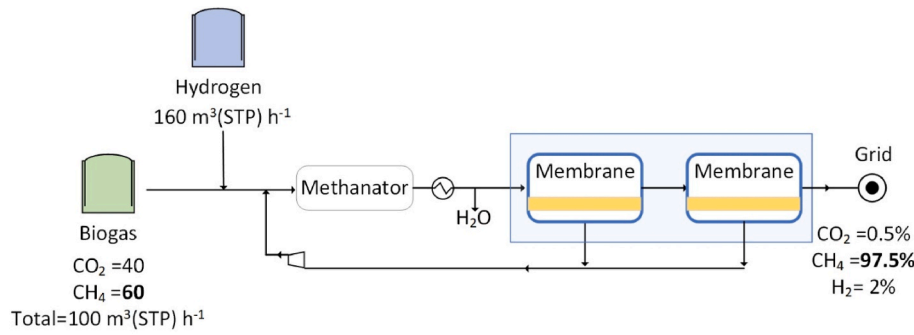 Hydrogen
160 m³(STP) h⁻¹
Biogas
CO₂ =40
CH₄ =60
Total=100 m³(STP) h⁻¹
Methanator
H₂O
Membrane
Membrane
Grid
CO₂ =0.5%
CH₄ =97.5%
H₂= 2%